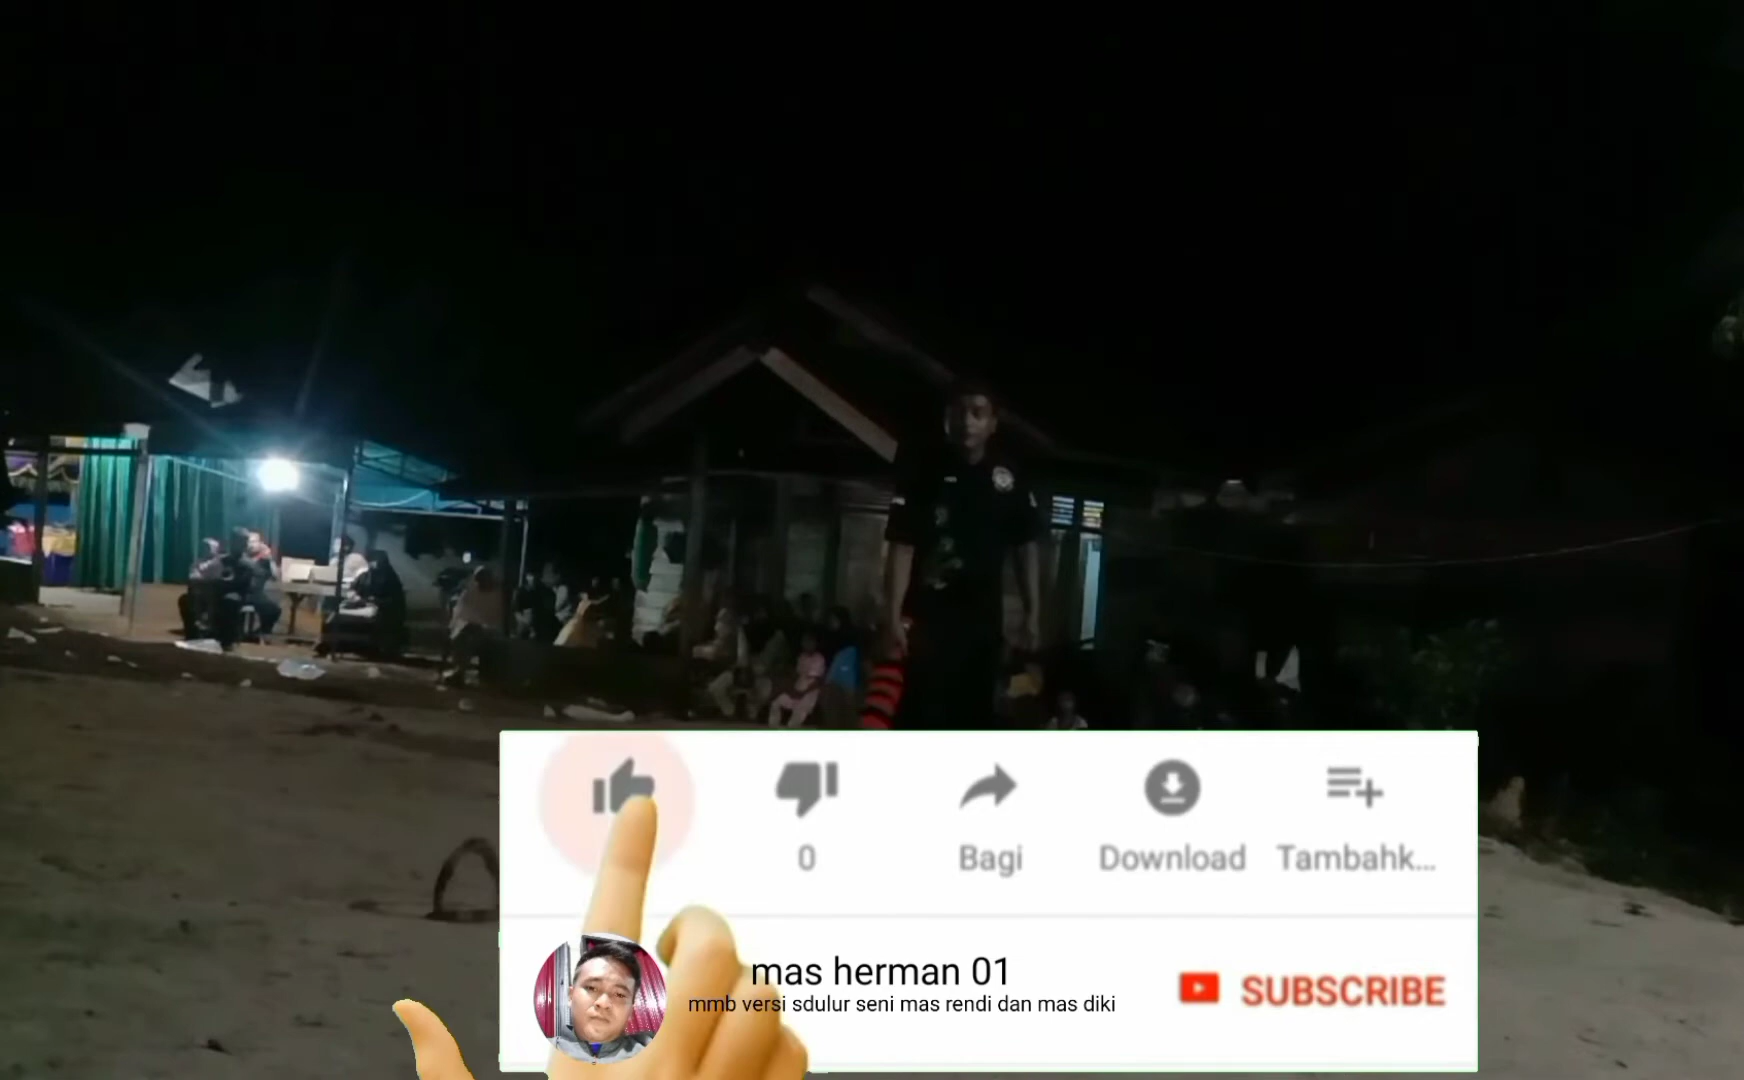 0
Bagi
Download
Tambahk...
mas herman 01
SUBSCRIBE
mmb versi sdulur seni mas rendi dan mas diki